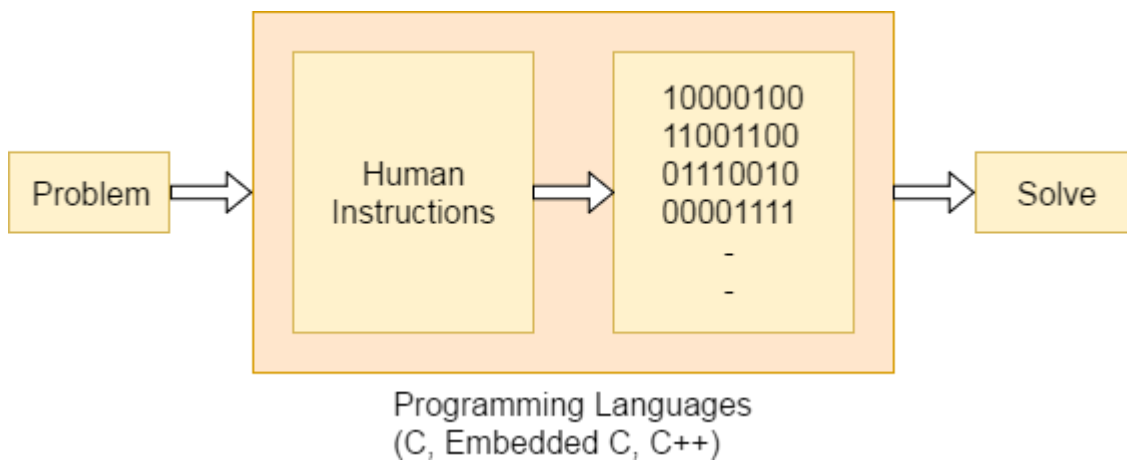 Problem
Human
Instructions
10000100
11001100
01110010
00001111
-
-
Solve
Programming Languages
(C, Embedded C, C++)